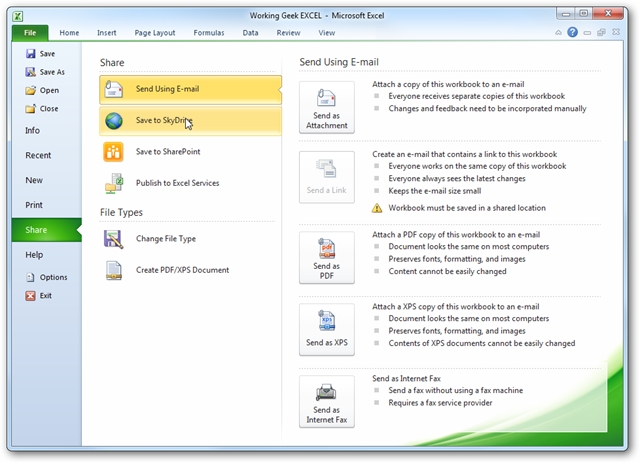 Working Geek EXCEL - Microsoft Excel
File Home Insert Page Layout Formulas Data Review View
Save
Save As
Open
Close
Info
Recent
New
Print
Share
Help
Options
Exit
Share
Send Using E-mail
Save to SkyDrive
Save to SharePoint
Publish to Excel Services
File Types
Change File Type
Create PDF/XPS Document
Send Using E-mail
Send as
Attachment
Attach a copy of this workbook to an e-mail
Everyone receives separate copies of this workbook
Changes and feedback need to be incorporated manually
Send a Link
Create an e-mail that contains a link to this workbook
Everyone works on the same copy of this workbook
Everyone always sees the latest changes
Keeps the e-mail size small
Workbook must be saved in a shared location
pdf
Send as
PDF
Attach a PDF copy of this workbook to an e-mail
Document looks the same on most computers
Preserves fonts, formatting, and images
Content cannot be easily changed
xps
Send as XPS
Attach a XPS copy of this workbook to an e-mail
Document looks the same on most computers
Preserves fonts, formatting, and images
Contents of XPS documents cannot be easily changed
Send as
Internet Fax
Send as Internet Fax
Send a fax without using a fax machine
Requires a fax service provider